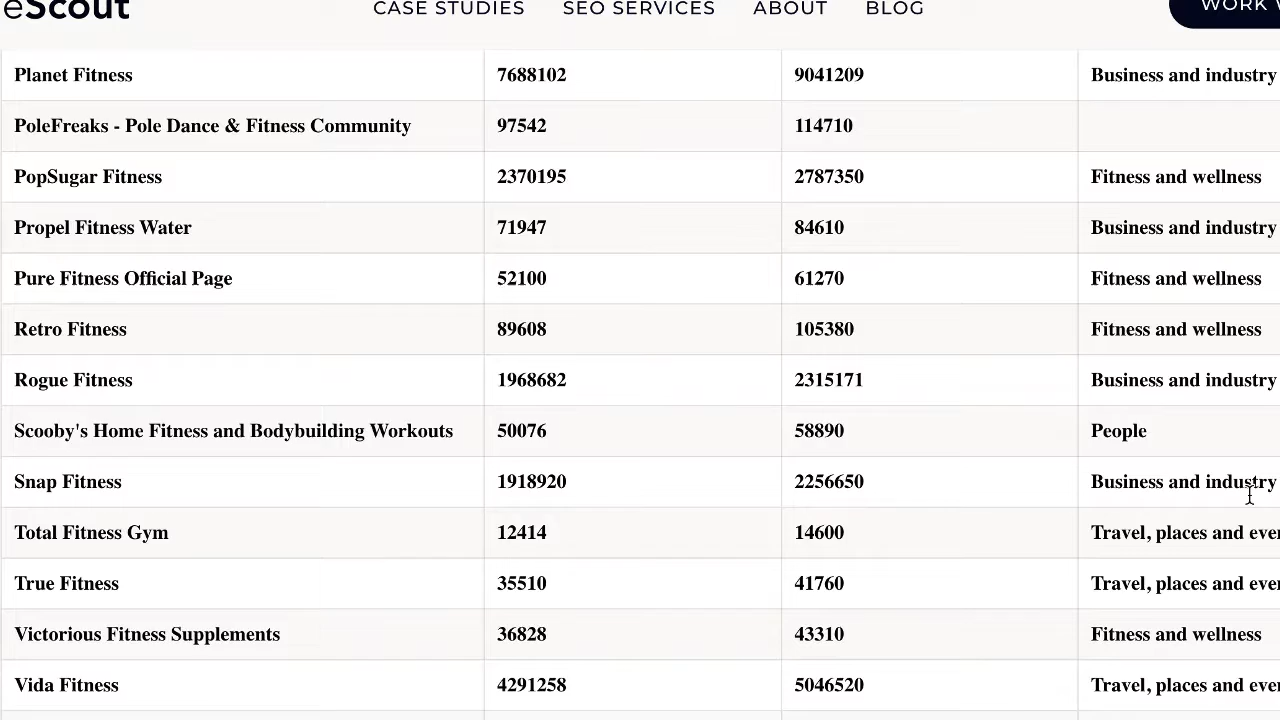 eScout CASE STUDIES SEO SERVICES ABOUT BLOG WORK
Planet Fitness 7688102 9041209 Business and industry
PoleFreaks - Pole Dance & Fitness Community 97542 114710
PopSugar Fitness 2370195 2787350 Fitness and wellness
Propel Fitness Water 71947 84610 Business and industry
Pure Fitness Official Page 52100 61270 Fitness and wellness
Retro Fitness 89608 105380 Fitness and wellness
Rogue Fitness 1968682 2315171 Business and industry
Scooby's Home Fitness and Bodybuilding Workouts 50076 58890 People
Snap Fitness 1918920 2256650 Business and industry
Total Fitness Gym 12414 14600 Travel, places and
True Fitness 35510 41760 Travel, places and
Victorious Fitness Supplements 36828 43310 Fitness and wellness
Vida Fitness 4291258 5046520 Travel, places and